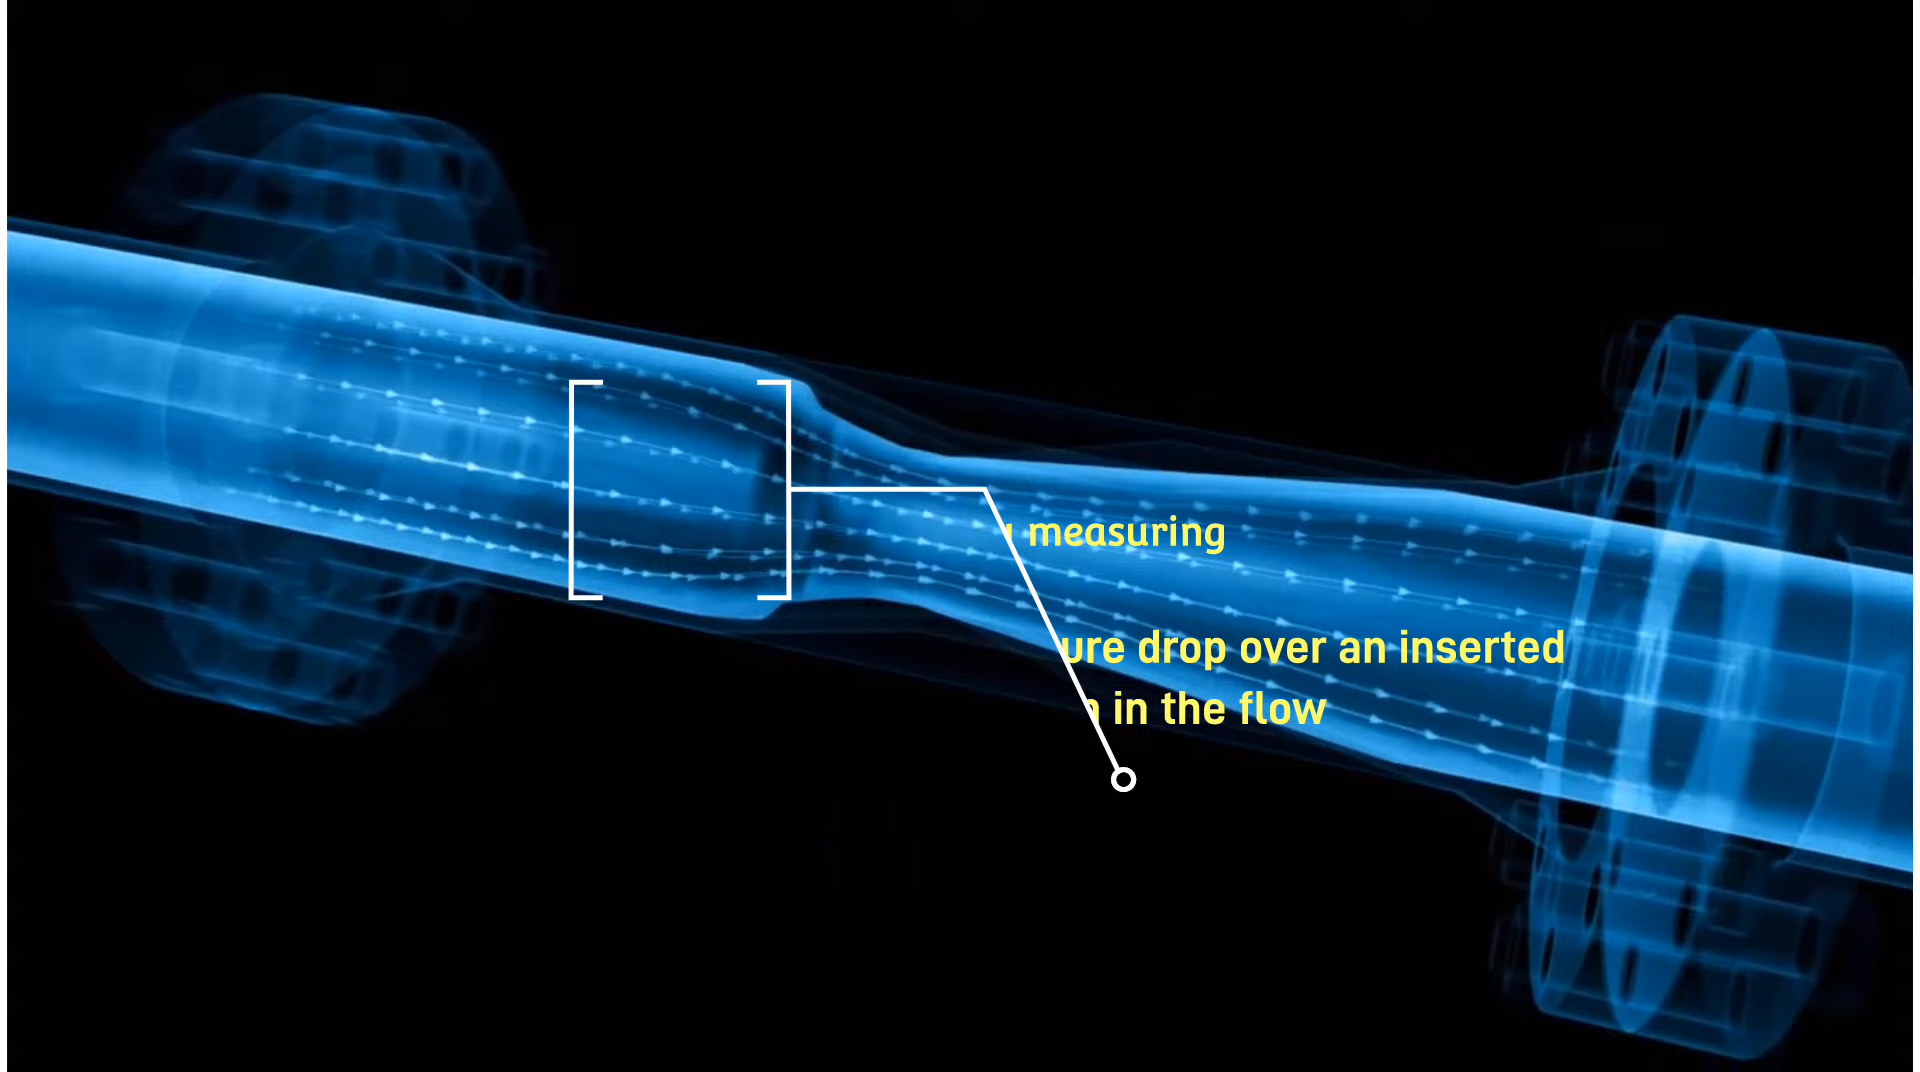 measuring
ure drop over an inserted
in the flow